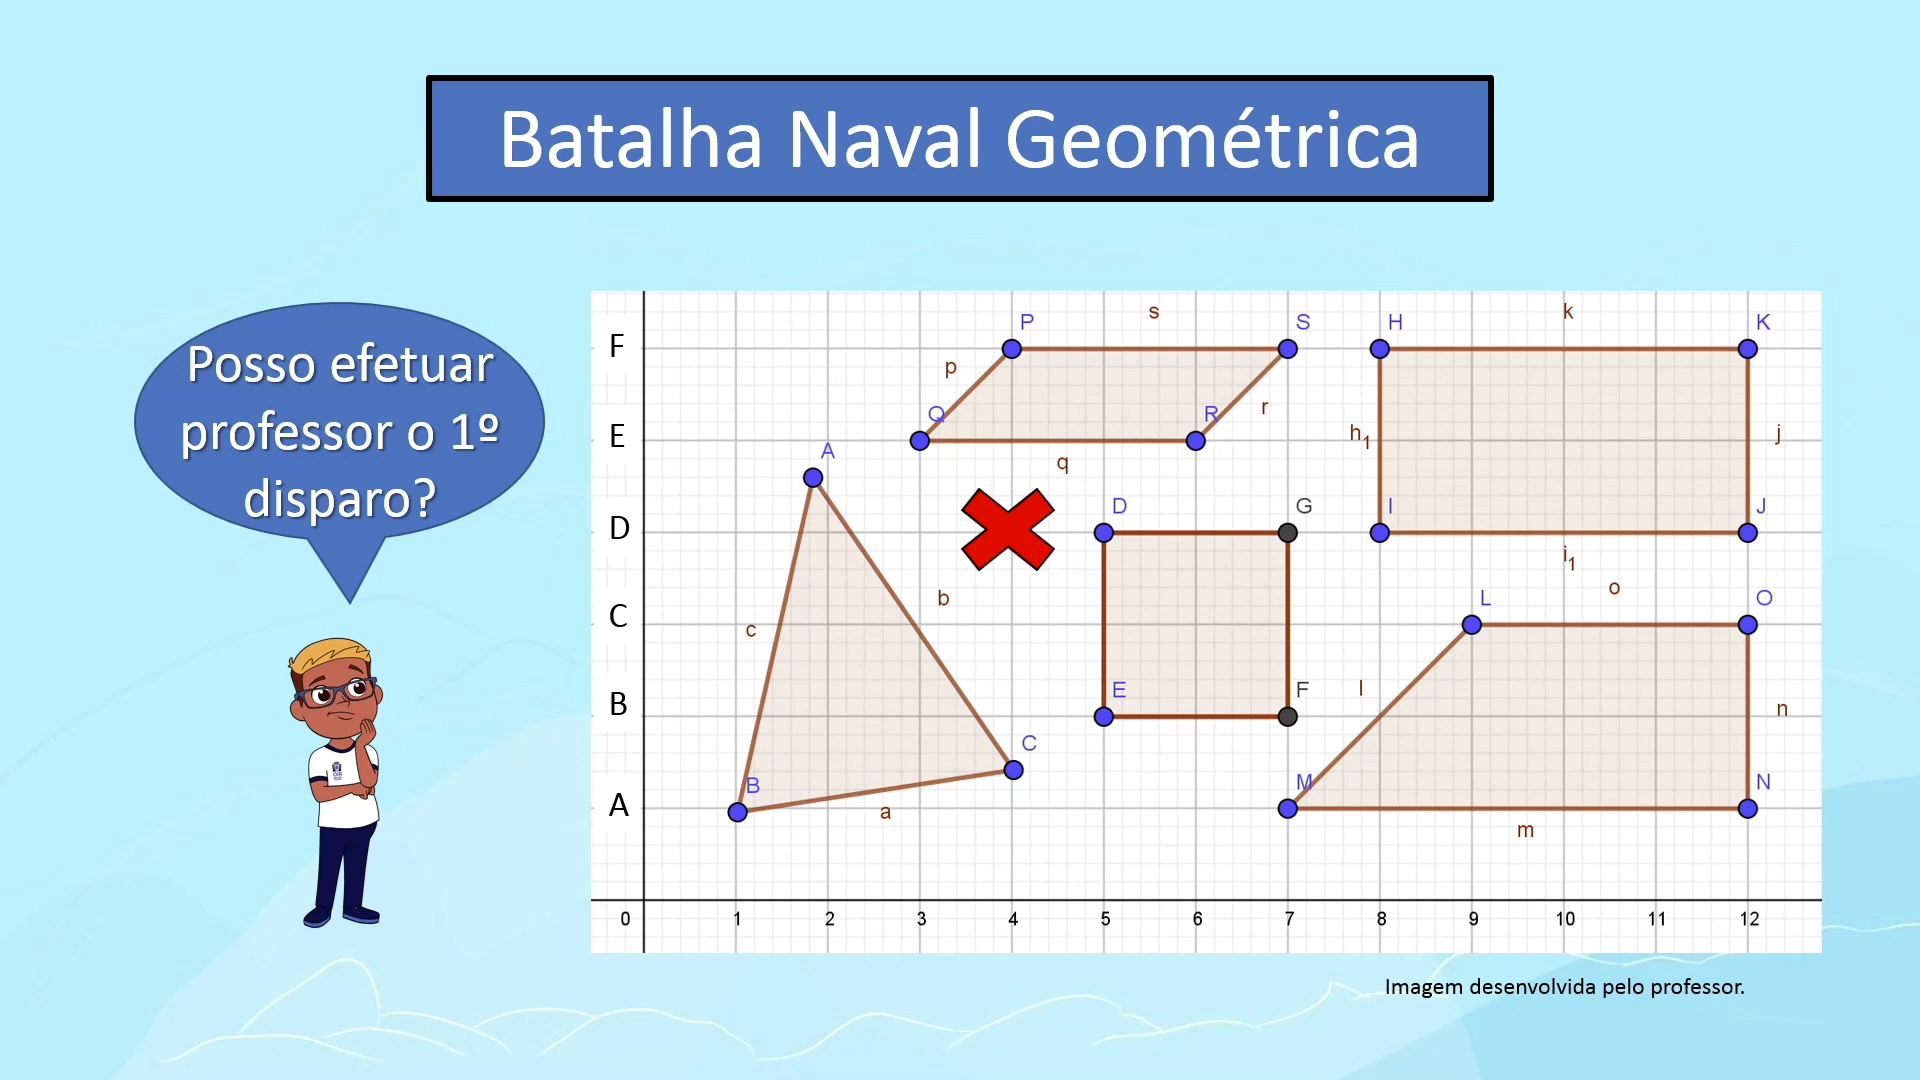 Batalha Naval Geométrica
Posso efetuar
professor o 1º
disparo?
F
E
D
C
B
A
P
s
S
H
k
K
p
Q
R
r
h1
j
A
q
D
G
I
J
i1
b
c
L
o
O
E
F
l
n
C
B
a
M
N
m
0 1 2 3 4 5 6 7 8 9 10 11 12
Imagem desenvolvida pelo professor.